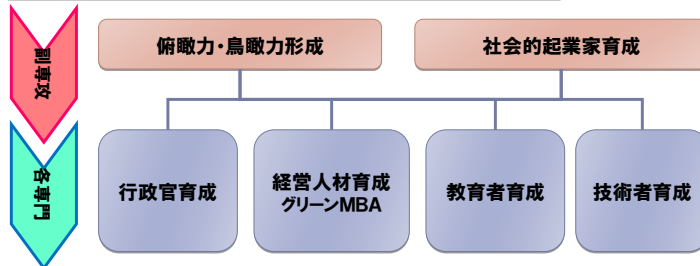 副専攻
俯瞰力・鳥瞰力形成
社会的起業家育成
各専門
行政官育成
経営人材育成
グリーンMBA
教育者育成
技術者育成